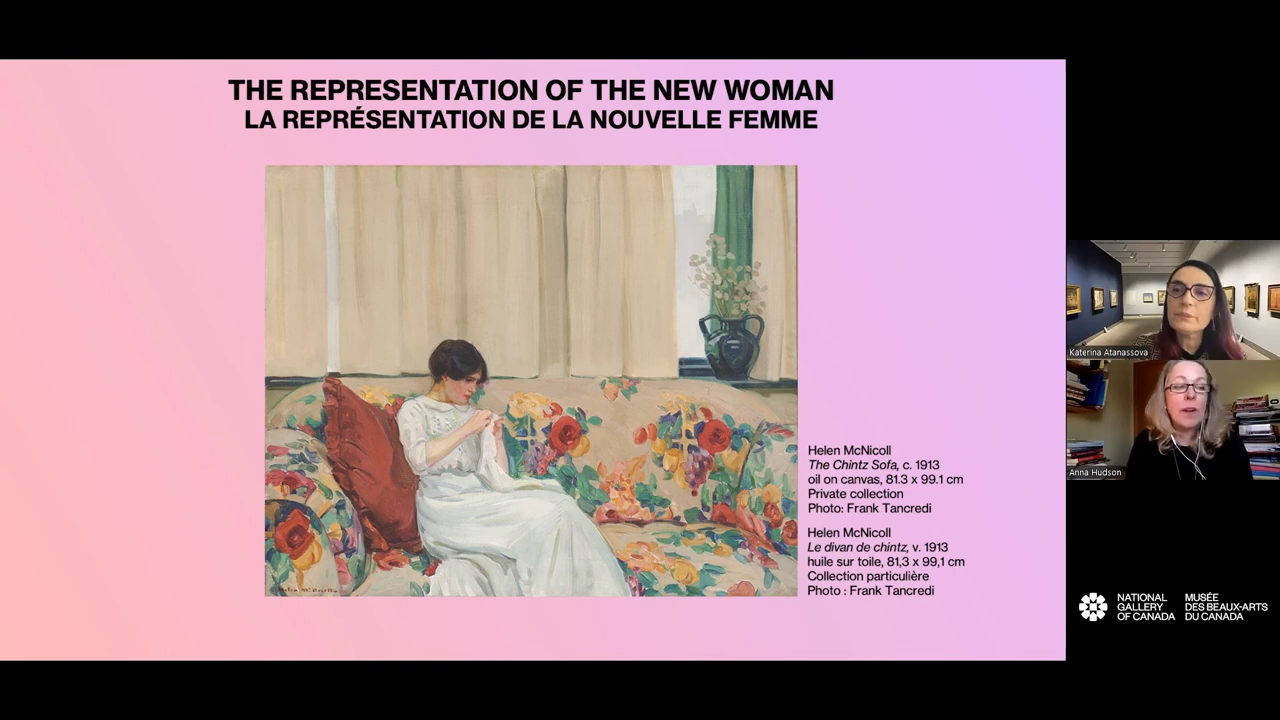 THE REPRESENTATION OF THE NEW WOMAN
LA REPRÉSENTATION DE LA NOUVELLE FEMME
Helen McNicoll
The Chintz Sofa, c. 1913
oil on canvas, 81.3 x 99.1 cm
Private collection
Photo: Frank Tancredi
Helen McNicoll
Le divan de chintz, v. 1913
huile sur toile, 81,3 x 99,1 cm
Collection particulière
Photo : Frank Tancredi
Katerina Atanassova
Anna Hudson
NATIONAL
GALLERY
OF CANADA
MUSÉE
DES BEAUX-ARTS
DU CANADA